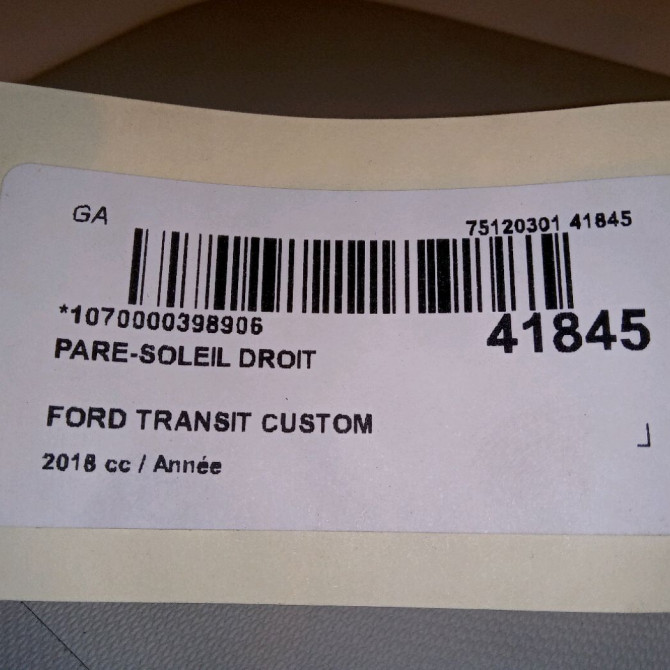 GA
75120301 41845
*1070000398906
41845
PARE-SOLEIL DROIT
FORD TRANSIT CUSTOM
2018 cc / Année